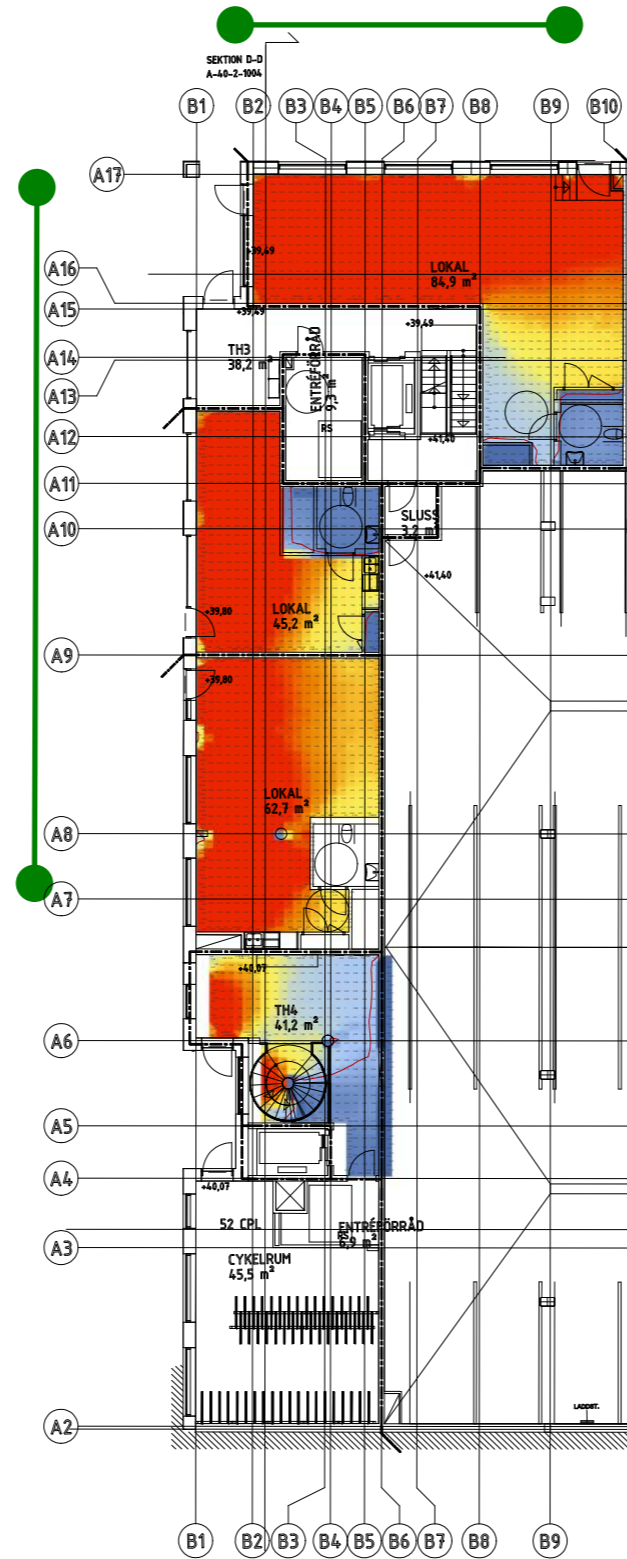 SEKTION D-D
A-40-2-1004
B1 B2 B3 B4 B5 B6 B7 B8 B9 B10
A17
+39,49
A16
LOKAL
84,9 m²
A15
+39,49
+39,49
A14
TH3
38,2 m²
ENTRÉFÖRRÅD
9,3 m²
A13
A12
RS
+41,40
A11
A10
SLUSS
3,2 m²
+41,40
LOKAL
45,2 m²
+39,80
A9
+39,80
LOKAL
62,7 m²
A8
A7
+40,07
TH4
41,2 m²
A6
A5
A4
+40,07
52 CPL
ENTRÉFÖRRÅD
6,9 m²
RS
A3
CYKELRUM
45,5 m²
LADDST.
A2
B1 B2 B3 B4 B5 B6 B7 B8 B9